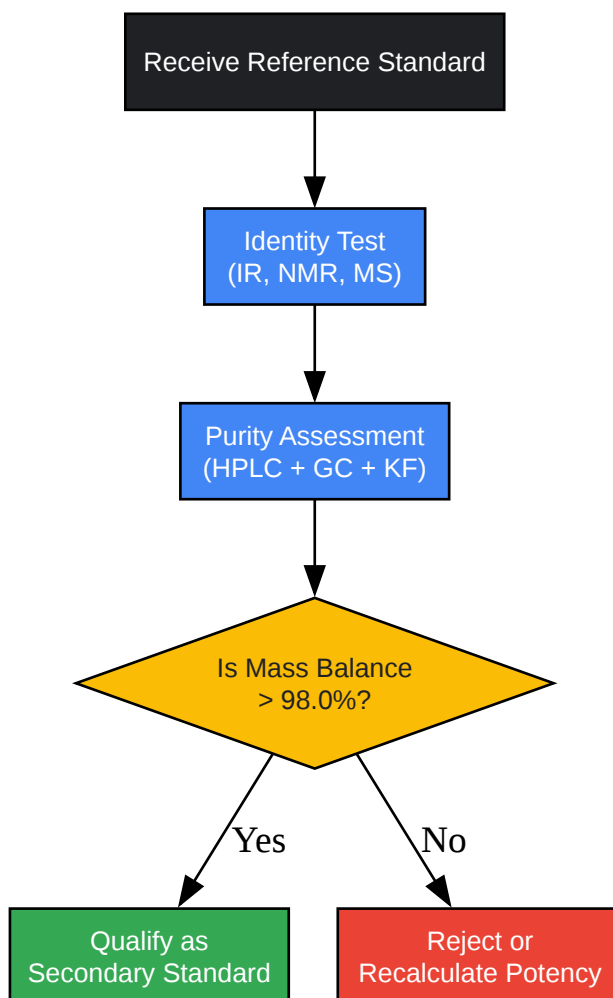 Receive Reference Standard
Identity Test
(IR, NMR, MS)
Purity Assessment
(HPLC + GC + KF)
Is Mass Balance
> 98.0%?
Yes
No
Qualify as
Secondary Standard
Reject or
Recalculate Potency